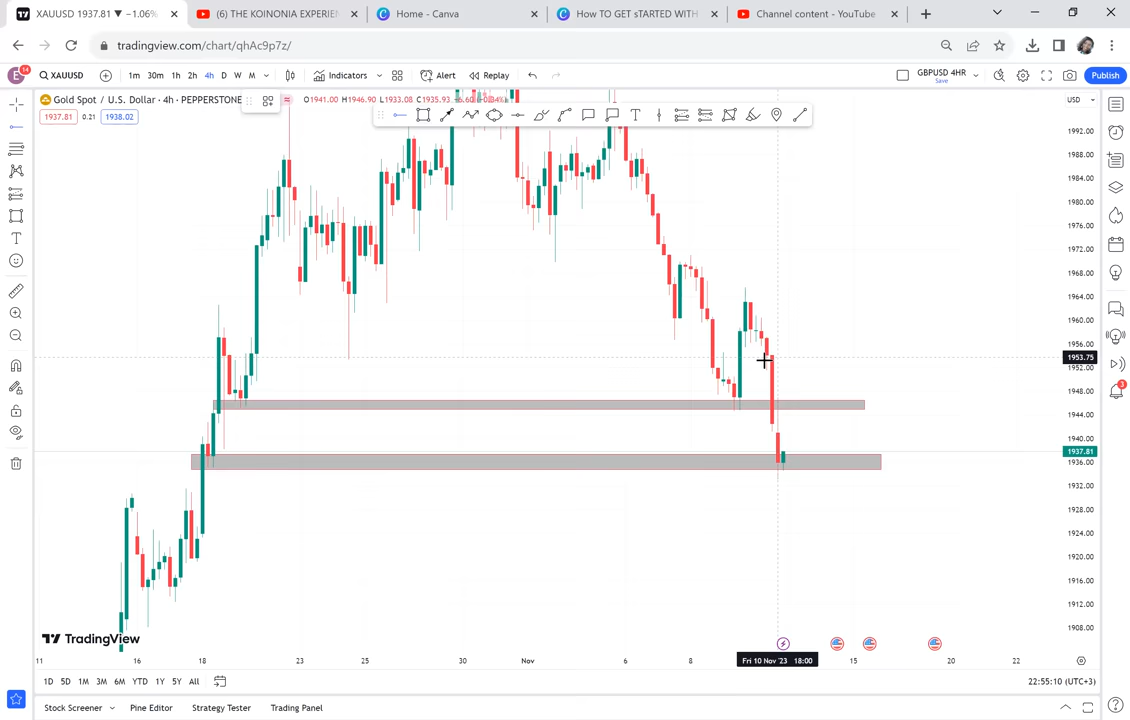 XAUUSD 1937.81 ▼ −1.06%
(6) THE KOINONIA EXPERIEN
Home - Canva
How TO GET sTARTED WITH
Channel content - YouTube
tradingview.com/chart/qhAc9p7z/
E 14 XAUUSD 1m 30m 1h 2h 4h D W M Indicators Alert Replay GBPUSD 4HR Save Publish
Gold Spot / U.S. Dollar · 4h · PEPPERSTONE O1941.00 H1946.90 L1933.08 C1935.93 USD
1937.81 0.21 1938.02
1992.00
1988.00
1984.00
1980.00
1976.00
1972.00
1968.00
1964.00
1960.00
1956.00
1953.75
1952.00
1948.00
1944.00
1940.00
1937.81
1936.00
1932.00
1928.00
1924.00
1920.00
1916.00
1912.00
1908.00
3
TradingView
11 16 18 23 25 30 Nov 6 8 Fri 10 Nov '23 18:00 15 20 22
1D 5D 1M 3M 6M YTD 1Y 5Y All 22:55:10 (UTC+3)
Stock Screener Pine Editor Strategy Tester Trading Panel